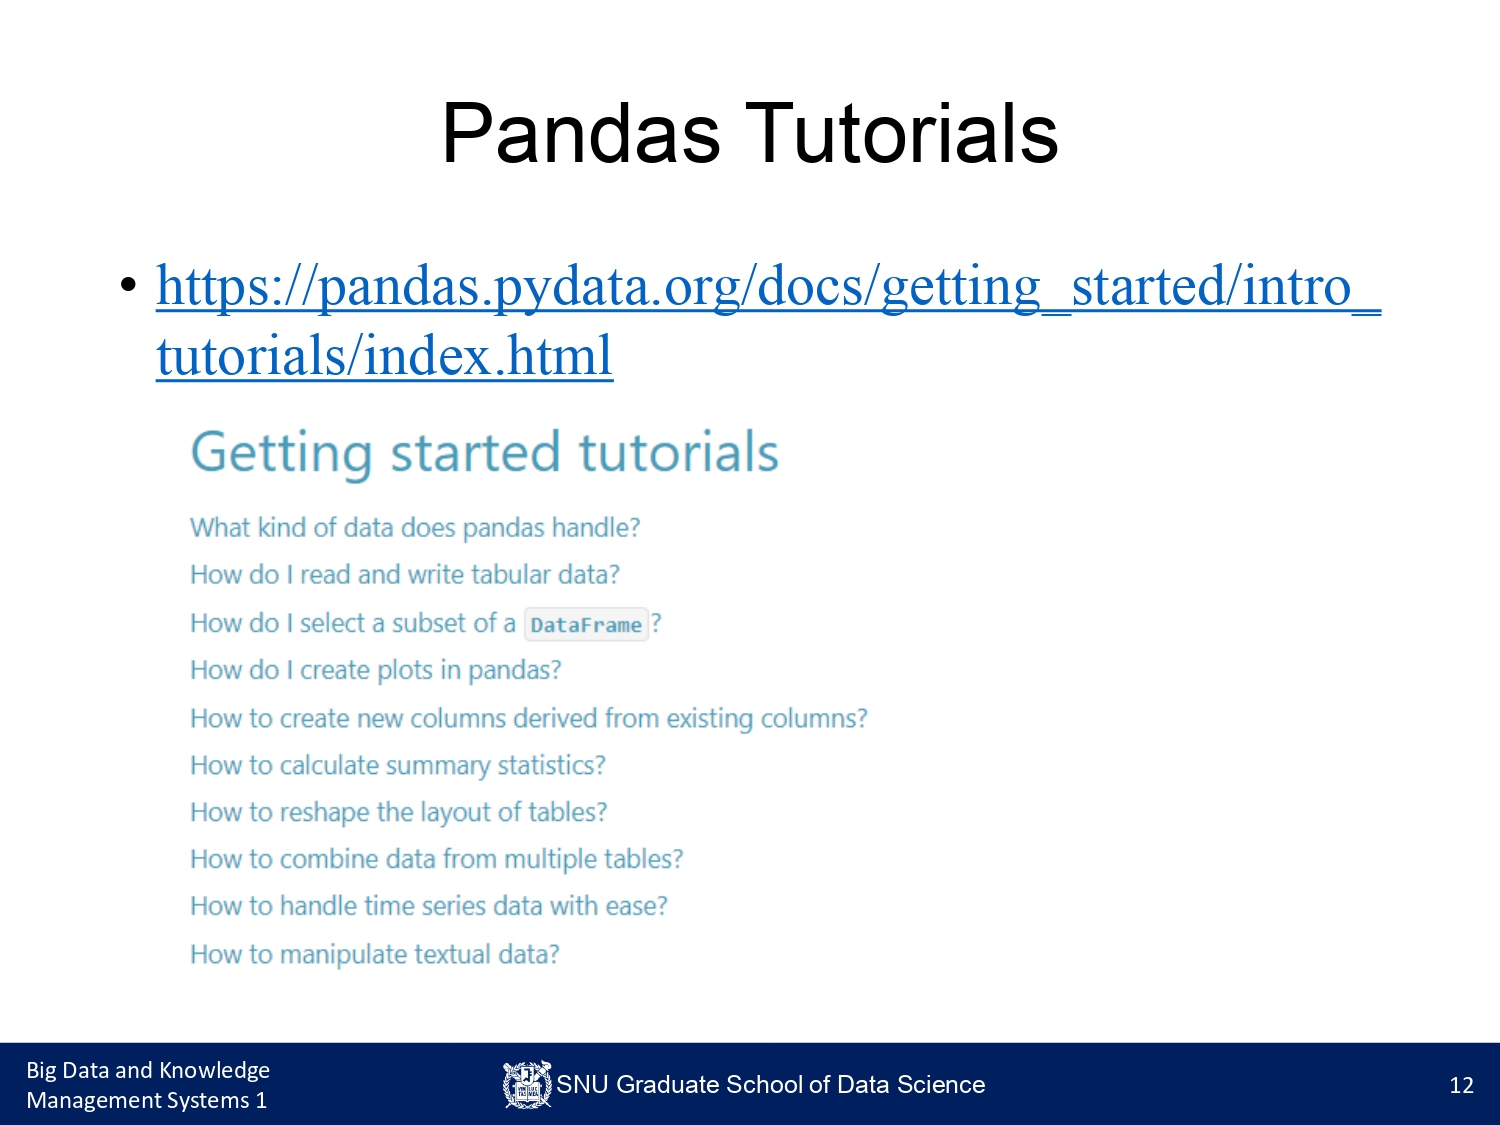 Pandas Tutorials
• https://pandas.pydata.org/docs/getting_started/intro_
tutorials/index.html
Getting started tutorials
What kind of data does pandas handle?
How do I read and write tabular data?
How do I select a subset of a DataFrame?
How do I create plots in pandas?
How to create new columns derived from existing columns?
How to calculate summary statistics?
How to reshape the layout of tables?
How to combine data from multiple tables?
How to handle time series data with ease?
How to manipulate textual data?
Big Data and Knowledge
Management Systems 1
SNU Graduate School of Data Science
12